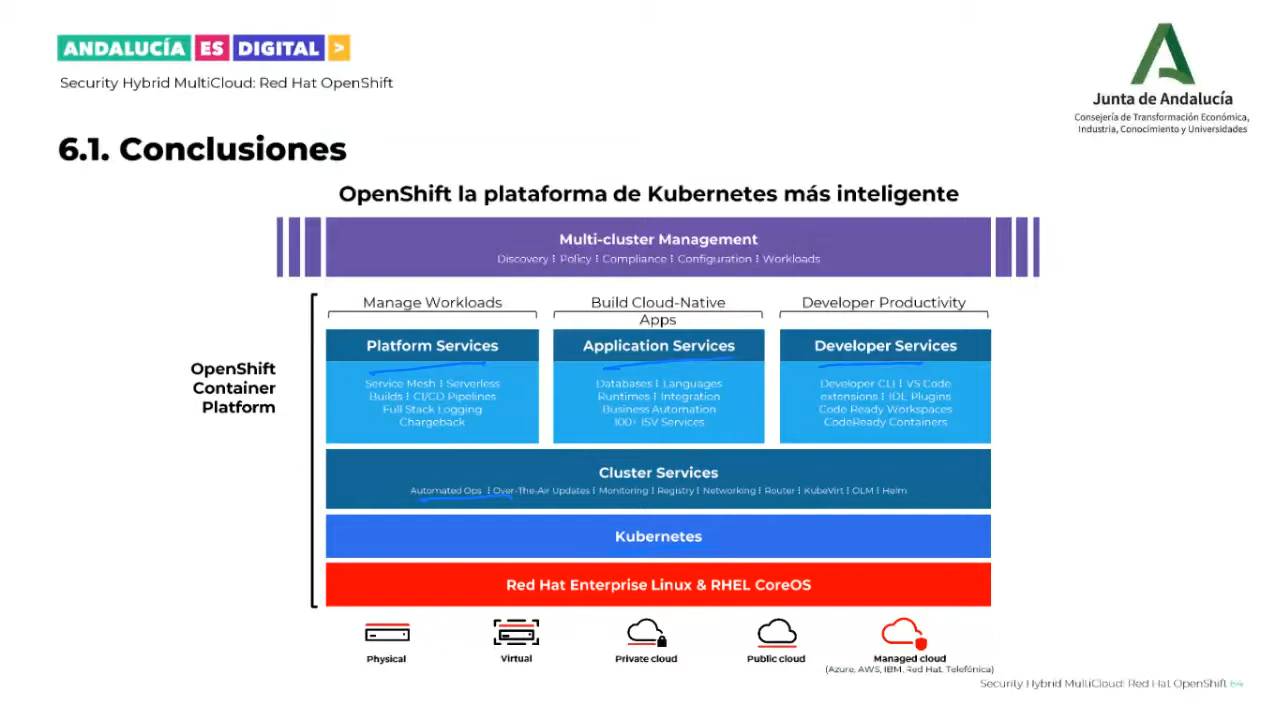 ANDALUCÍA ES DIGITAL >
Security Hybrid MultiCloud: Red Hat OpenShift
Junta de Andalucía
Consejería de Transformación Económica,
Industria, Conocimiento y Universidades
6.1. Conclusiones
OpenShift la plataforma de Kubernetes más inteligente
Multi-cluster Management
Discovery ⁞ Policy ⁞ Compliance ⁞ Configuration ⁞ Workloads
OpenShift
Container
Platform
Manage Workloads
Platform Services
Service Mesh ⁞ Serverless
Builds ⁞ CI/CD Pipelines
Full Stack Logging
Chargeback
Build Cloud-Native
Apps
Application Services
Databases ⁞ Languages
Runtimes ⁞ Integration
Business Automation
100+ ISV Services
Developer Productivity
Developer Services
Developer CLI ⁞ VS Code
extensions ⁞ IDE Plugins
Code Ready Workspaces
CodeReady Containers
Cluster Services
Automated Ops ⁞ Over-The-Air Updates ⁞ Monitoring ⁞ Registry ⁞ Networking ⁞ Router ⁞ KubeVirt ⁞ OLM ⁞ Helm
Kubernetes
Red Hat Enterprise Linux & RHEL CoreOS
Physical
Virtual
Private cloud
Public cloud
Managed cloud
(Azure, AWS, IBM, Red Hat, Telefónica)
Security Hybrid MultiCloud: Red Hat OpenShift 64